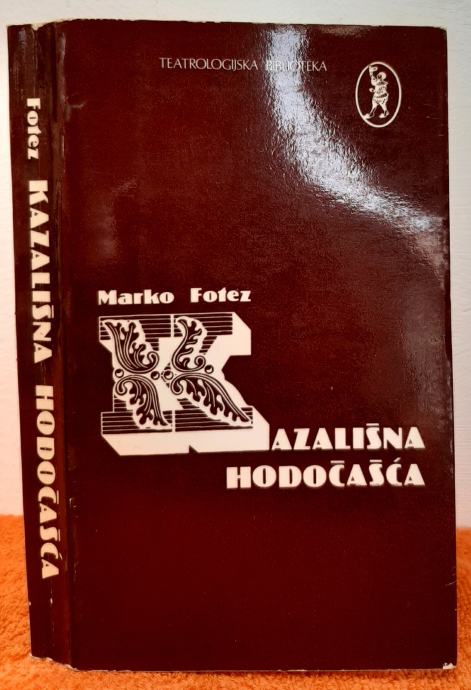 TEATROLOGIJSKA BIBLIOTEKA
Marko Fotez
KAZALIŠNA
HODOČAŠĆA
Fotez KAZALIŠNA HODOČAŠĆA